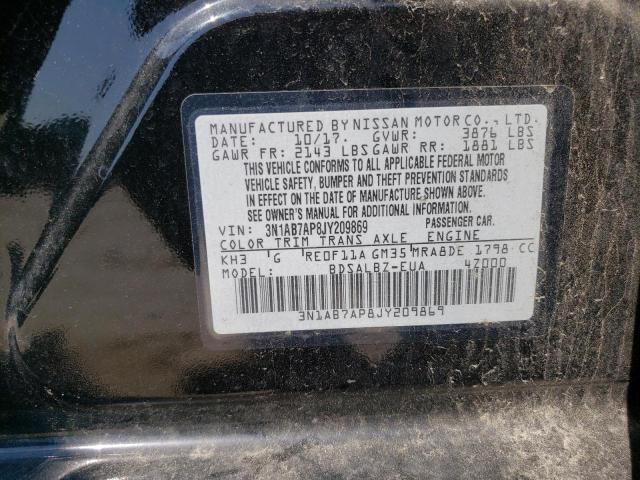 MANUFACTURED BY NISSAN MOTOR CO., LTD.
DATE: 10/17. GVWR: 3876 LBS
GAWR FR: 2143 LBS GAWR RR: 1881 LBS
THIS VEHICLE CONFORMS TO ALL APPLICABLE FEDERAL MOTOR
VEHICLE SAFETY, BUMPER AND THEFT PREVENTION STANDARDS
IN EFFECT ON THE DATE OF MANUFACTURE SHOWN ABOVE.
SEE OWNER'S MANUAL FOR ADDITIONAL INFORMATION.
VIN: 3N1AB7AP8JY209869 PASSENGER CAR.
COLOR TRIM TRANS AXLE ENGINE
KH3 G RE0F11A GM35 MRA8DE 1798 CC
MODEL: BDSALBZ-EUA 47000
3N1AB7AP8JY209869